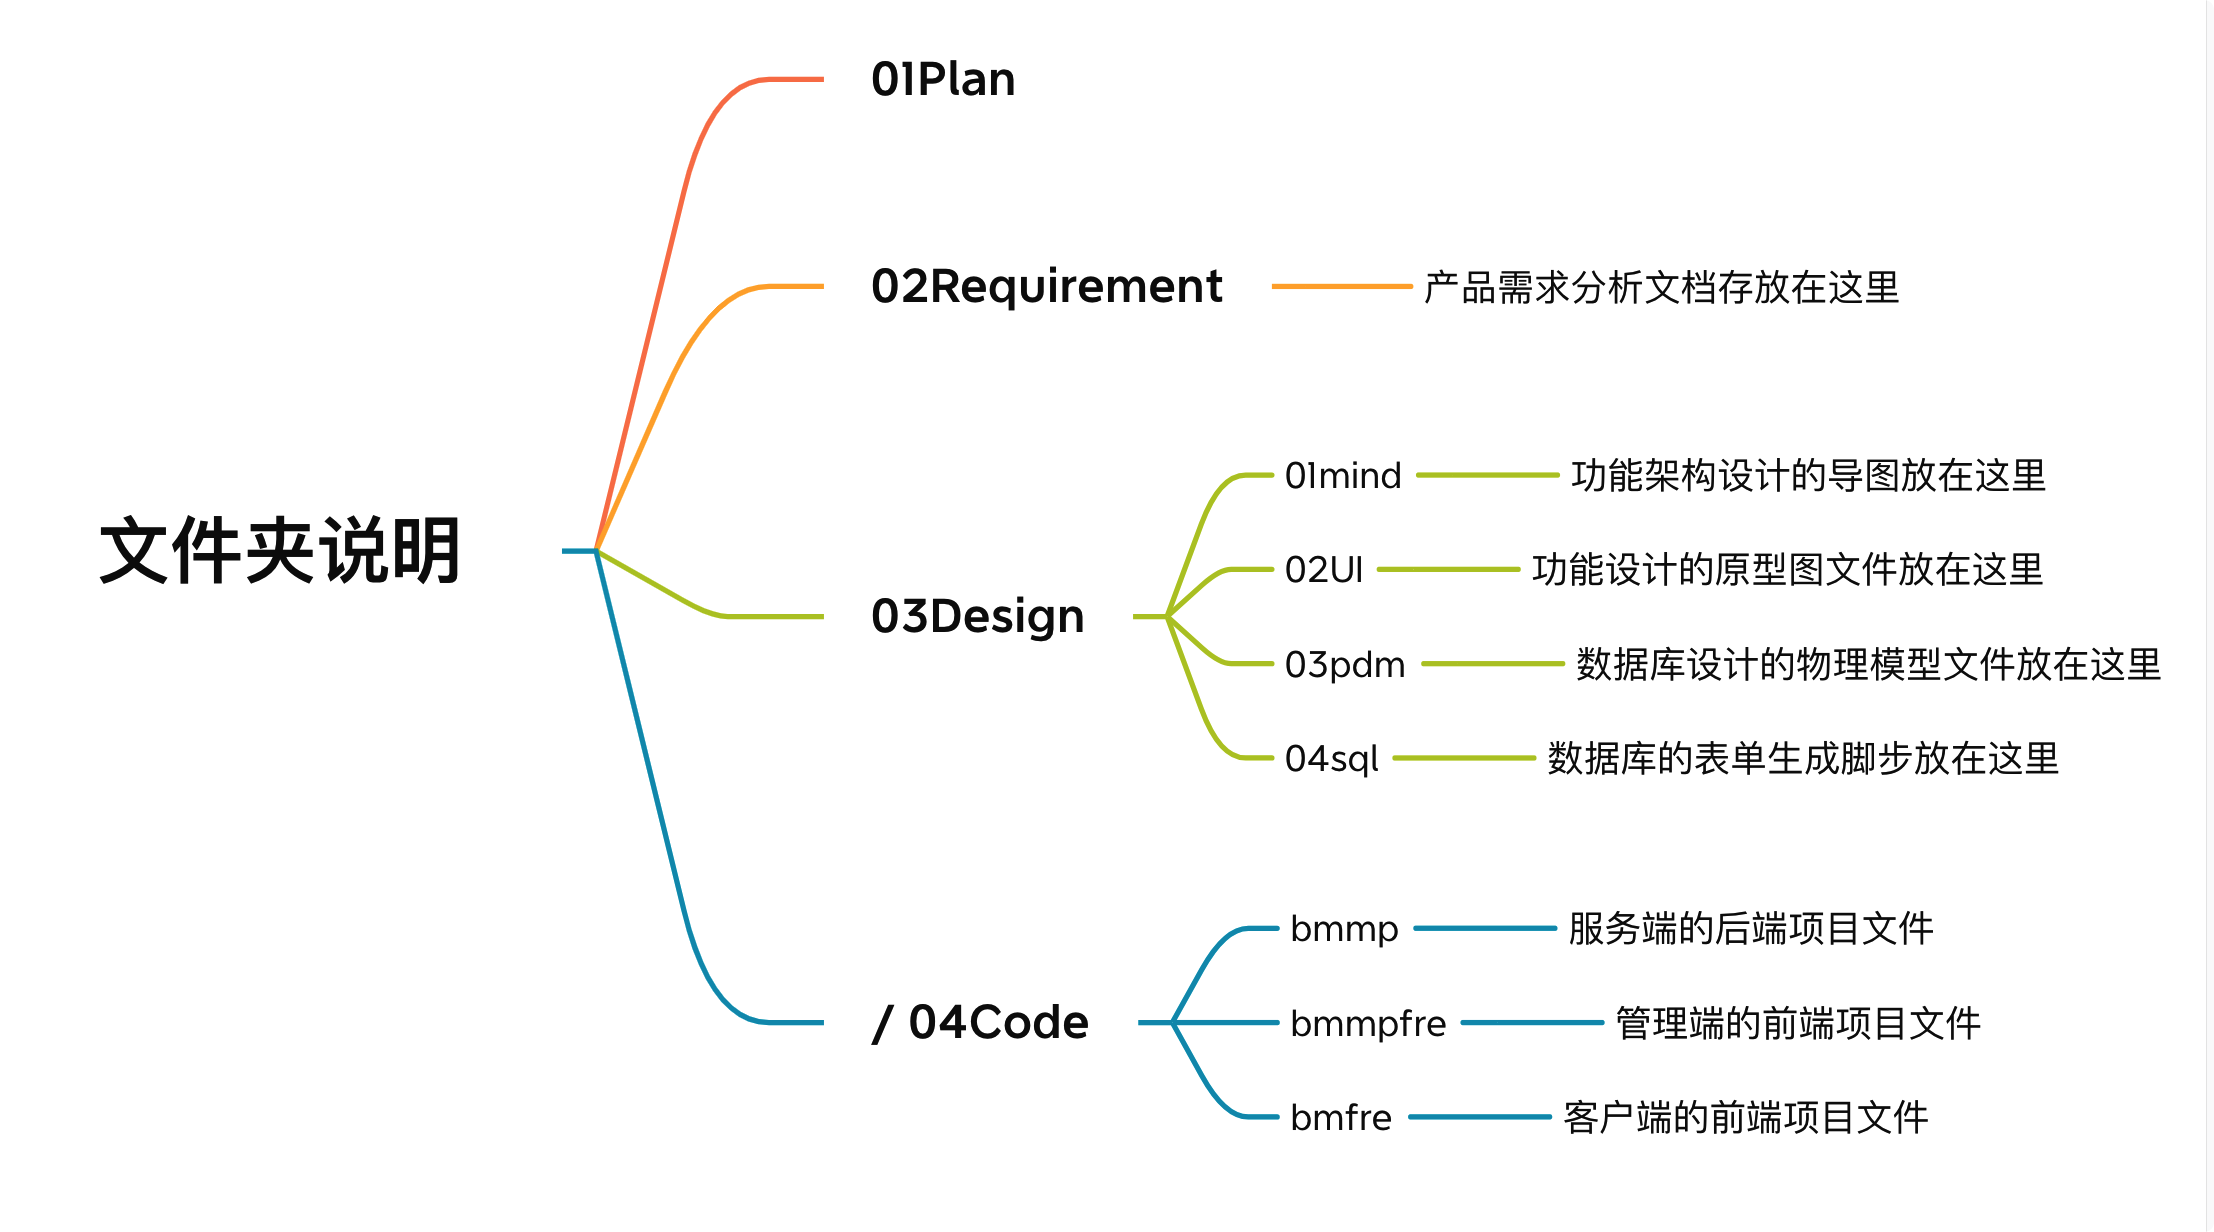 01Plan
02Requirement
产品需求分析文档存放在这里
文件夹说明
03Design
01mind
功能架构设计的导图放在这里
02UI
功能设计的原型图文件放在这里
03pdm
数据库设计的物理模型文件放在这里
04sql
数据库的表单生成脚步放在这里
/ 04Code
bmmp
服务端的后端项目文件
bmmpfre
管理端的前端项目文件
bmfre
客户端的前端项目文件